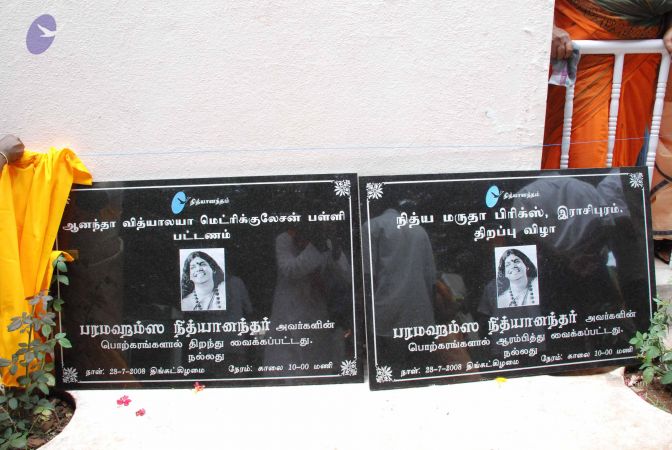 நித்யானந்தம்
ஆனந்தா வித்யாலயா மெட்ரிக்குலேசன் பள்ளி
பட்டணம்
பரமஹம்ஸ நித்யானந்தர் அவர்களின்
பொற்கரங்களால் திறந்து வைக்கப்பட்டது.
நல்லது
நாள்: 28-7-2008 திங்கட்கிழமை நேரம்: காலை 10-00 மணி
நித்யானந்தம்
நித்ய மருதா பிரிக்ஸ், இராசிபுரம்.
திறப்பு விழா
பரமஹம்ஸ நித்யானந்தர் அவர்களின்
பொற்கரங்களால் ஆரம்பித்து வைக்கப்பட்டது.
நல்லது
நாள்: 28-7-2008 திங்கட்கிழமை நேரம்: காலை 10-00 மணி